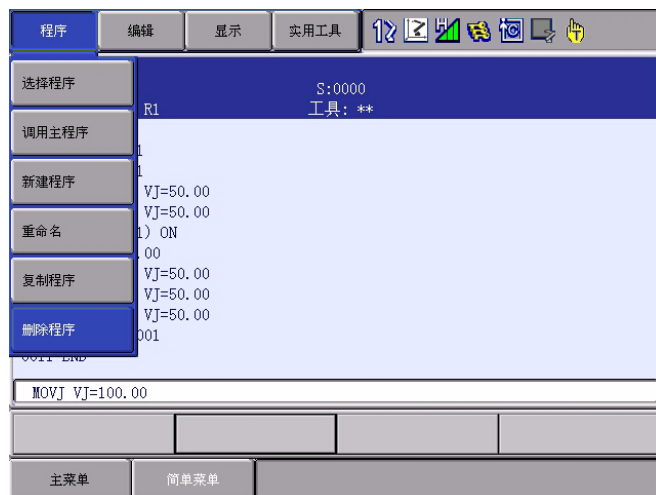 程序 编辑 显示 实用工具
选择程序
S:0000
R1 工具: **
调用主程序
1
1
新建程序
VJ=50.00
VJ=50.00
重命名
1) ON
.00
复制程序
VJ=50.00
VJ=50.00
VJ=50.00
删除程序
001
0011 END
MOVJ VJ=100.00
主菜单 简单菜单